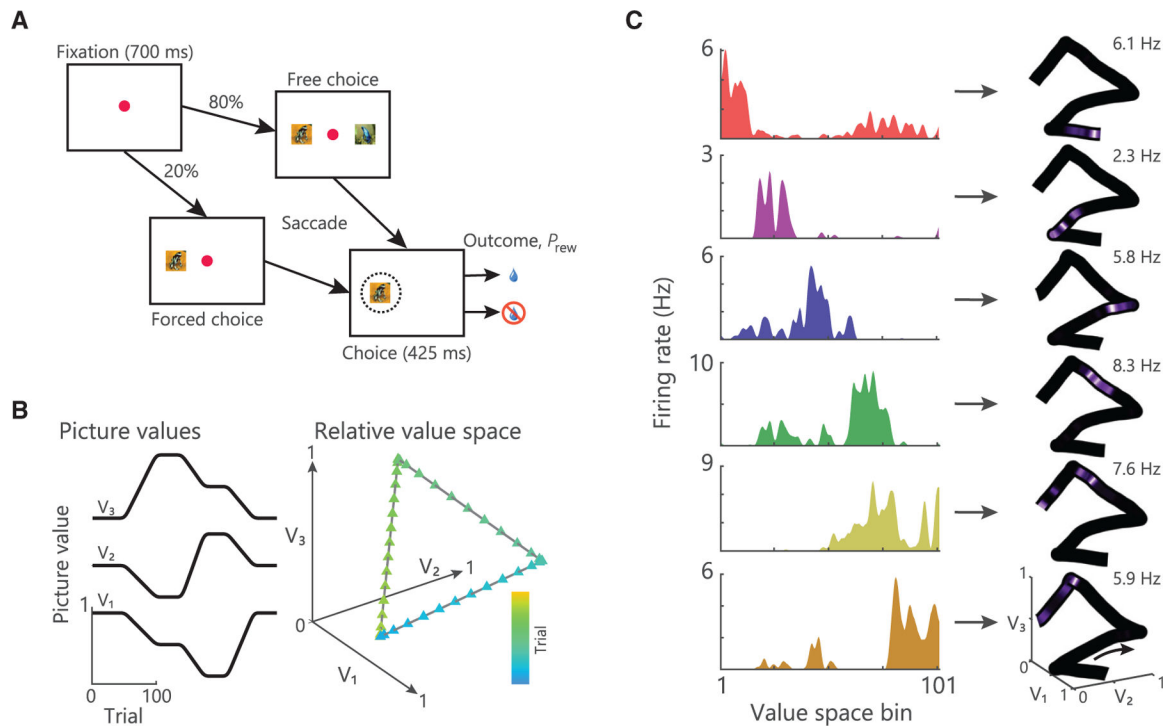 A
Fixation (700 ms)
80%
Free choice
20%
Saccade
Forced choice
Choice (425 ms)
Outcome, Prew
B
Picture values
Picture value
V3
V2
V1
1
0
100
Trial
Relative value space
1
V3
V2
1
0
V1
1
Trial
C
Firing rate (Hz)
6
6.1 Hz
3
2.3 Hz
6
5.8 Hz
10
8.3 Hz
9
7.6 Hz
6
5.9 Hz
1
101
Value space bin
1
V3
0
V1
1
0
V2
1